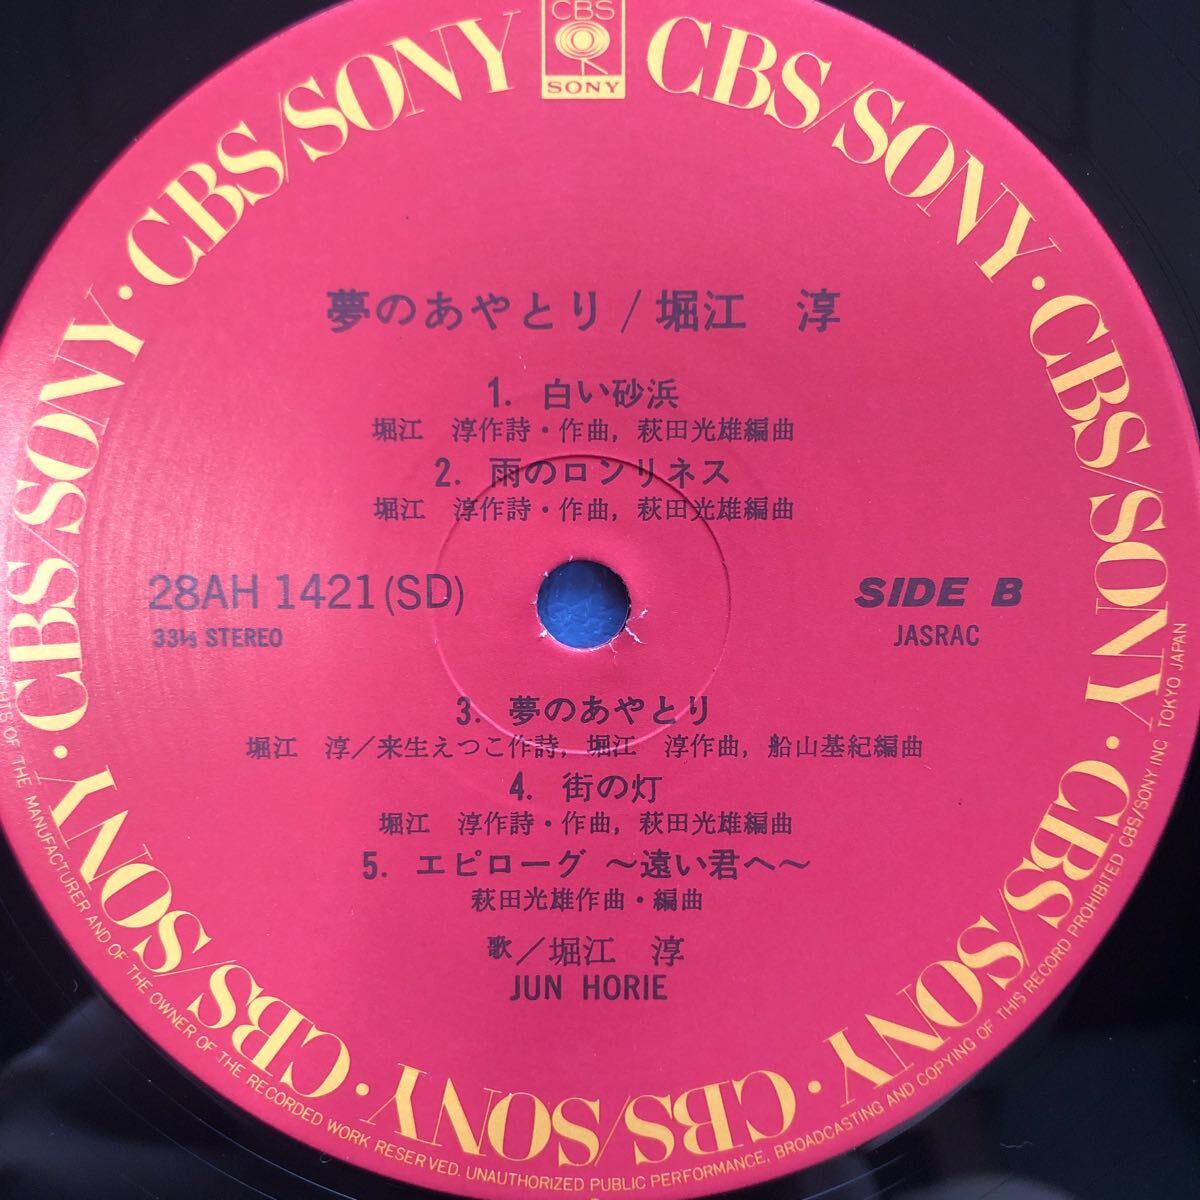 CBS
SONY
CBS/SONY · CBS/SONY · CBS/SONY · CBS/SONY · CBS/SONY · CBS/SONY · CBS/SONY · CBS/SONY
夢のあやとり/堀江　淳
1. 白い砂浜
堀江　淳作詩・作曲, 萩田光雄編曲
2. 雨のロンリネス
堀江　淳作詩・作曲, 萩田光雄編曲
28AH 1421(SD)
33⅓ STEREO
SIDE B
JASRAC
3. 夢のあやとり
堀江　淳／来生えつこ作詩, 堀江　淳作曲, 船山基紀編曲
4. 街の灯
堀江　淳作詩・作曲, 萩田光雄編曲
5. エピローグ ～遠い君へ～
萩田光雄作曲・編曲
歌／堀江　淳
JUN HORIE
RIGHTS OF THE MANUFACTURER AND OF THE OWNER OF THE RECORDED WORK RESERVED. UNAUTHORIZED PUBLIC PERFORMANCE, BROADCASTING AND COPYING OF THIS RECORD PROHIBITED CBS/SONY INC TOKYO JAPAN